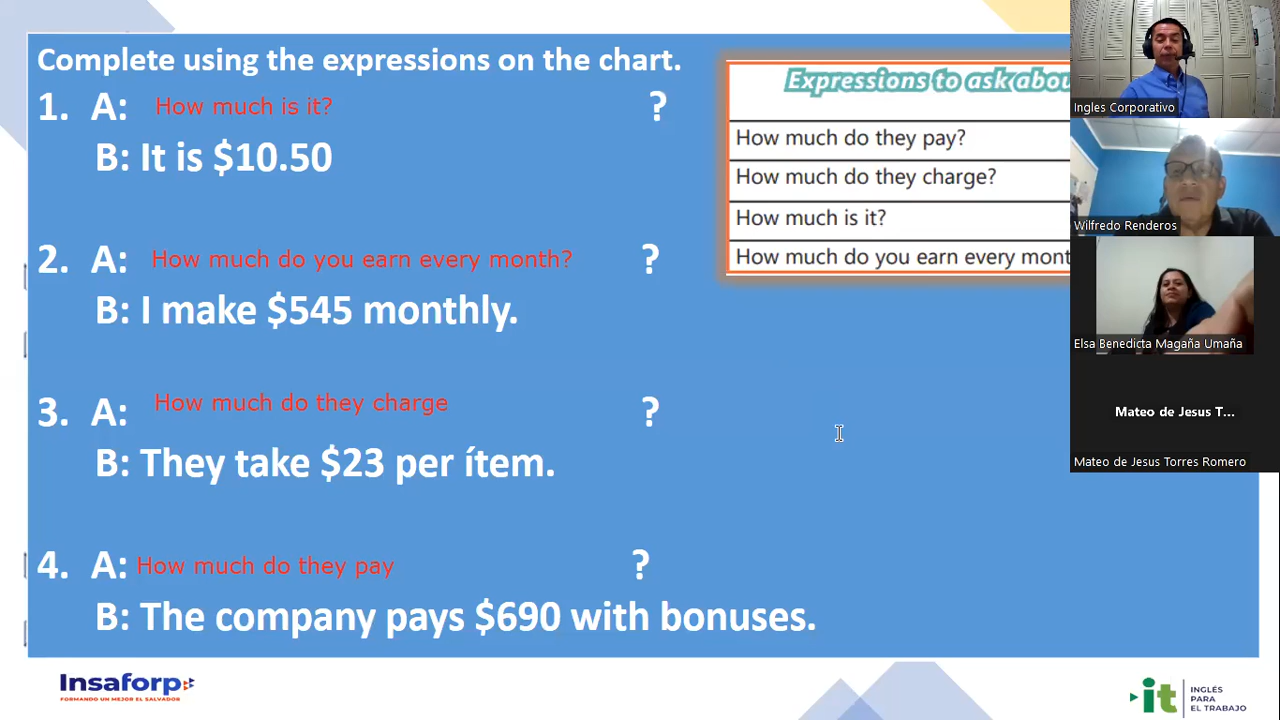 Complete using the expressions on the chart.
1. A: How much is it? ?
B: It is $10.50
2. A: How much do you earn every month? ?
B: I make $545 monthly.
3. A: How much do they charge ?
B: They take $23 per ítem.
4. A: How much do they pay ?
B: The company pays $690 with bonuses.
Expressions to ask abou
How much do they pay?
How much do they charge?
How much is it?
How much do you earn every mont
Ingles Corporativo
Wilfredo Renderos
Elsa Benedicta Magaña Umaña
Mateo de Jesus T...
Mateo de Jesus Torres Romero
Insaforp
FORMANDO UN MEJOR EL SALVADOR
it INGLÉS
PARA
EL TRABAJO